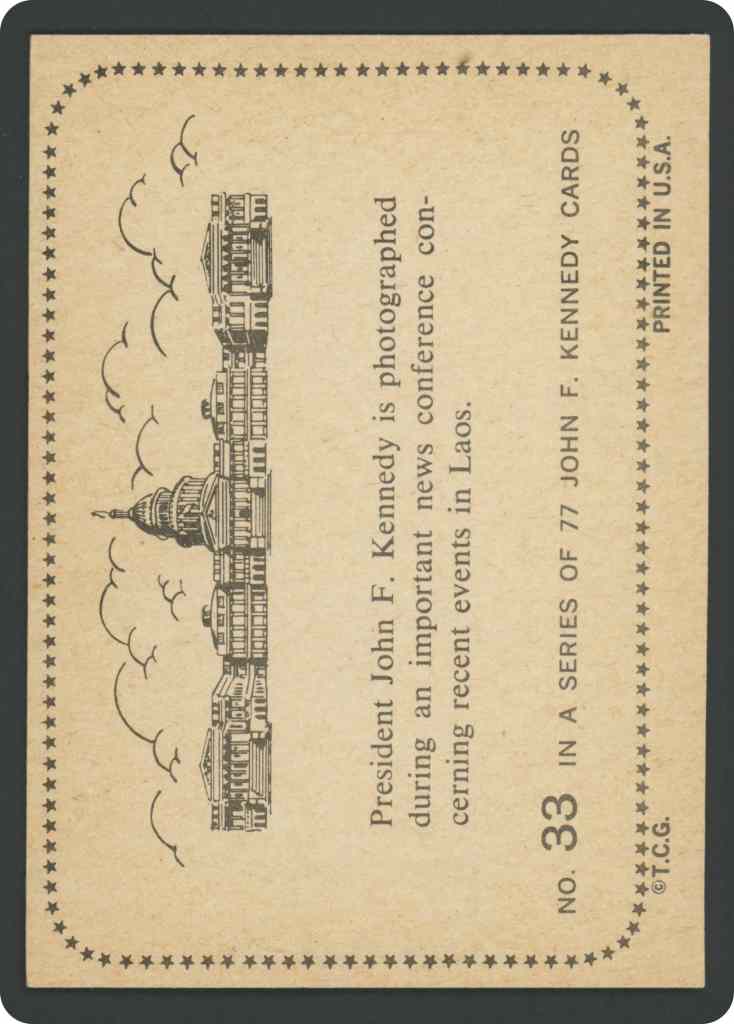 President John F. Kennedy is photographed
during an important news conference con-
cerning recent events in Laos.
NO. 33 IN A SERIES OF 77 JOHN F. KENNEDY CARDS
©T.C.G. PRINTED IN U.S.A.